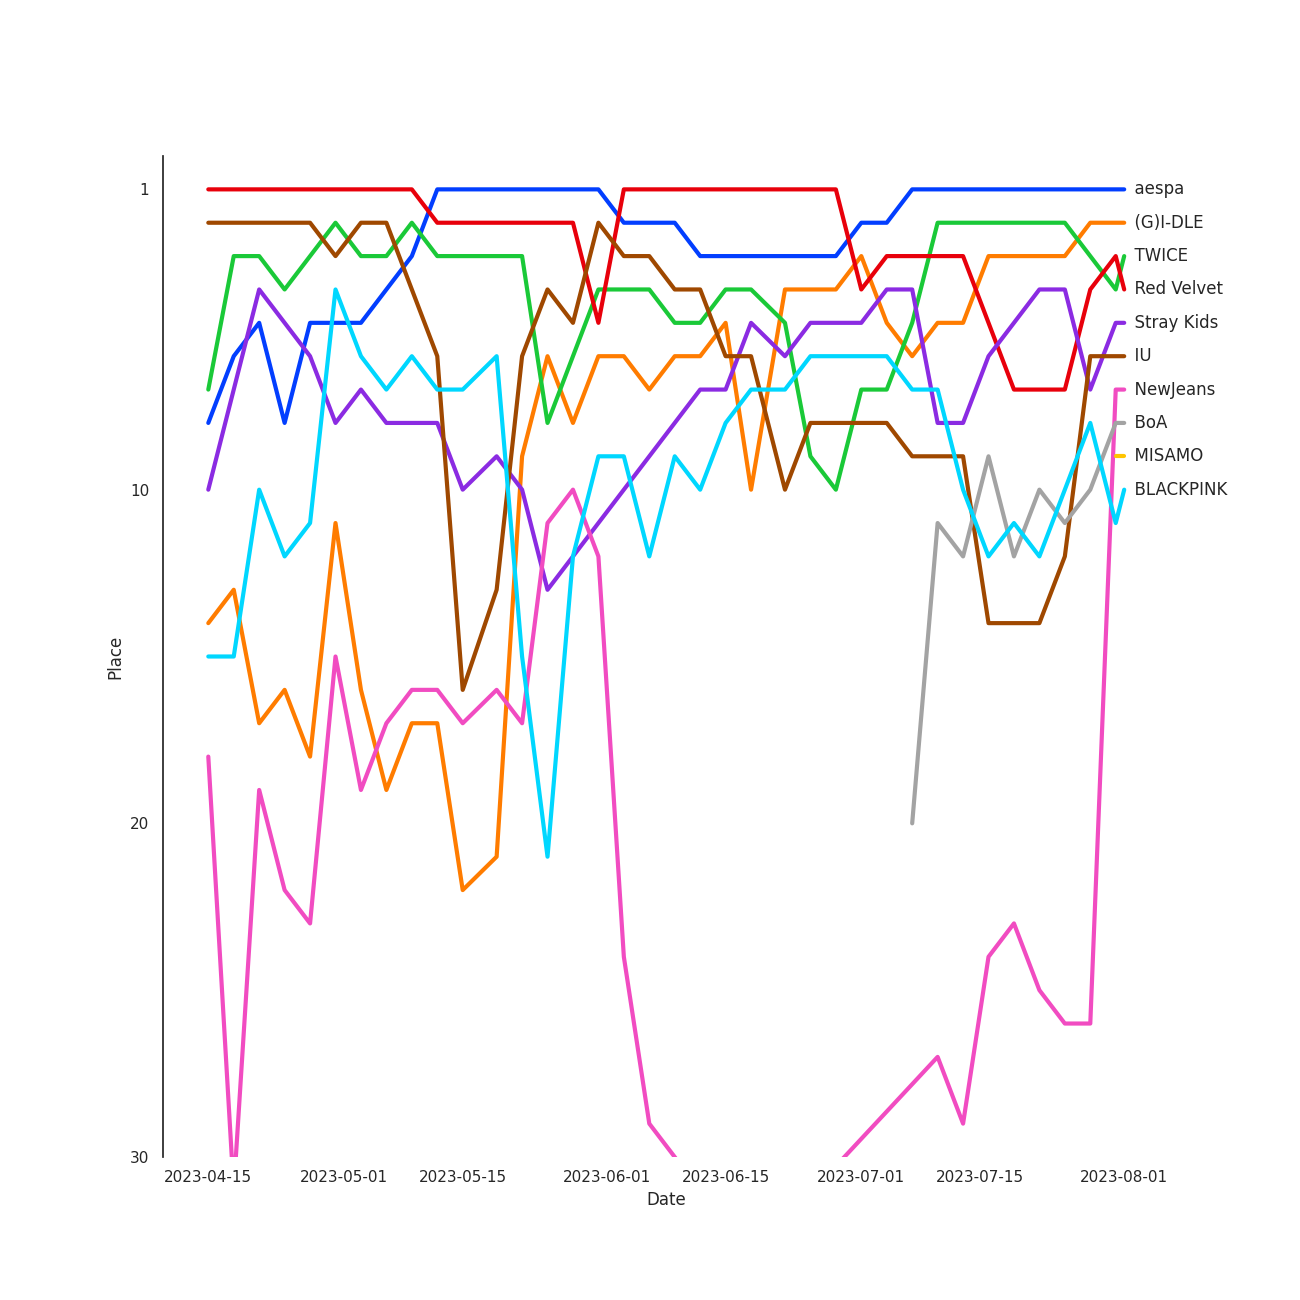 1
10
20
30
Place
aespa
(G)I-DLE
TWICE
Red Velvet
Stray Kids
IU
NewJeans
BoA
MISAMO
BLACKPINK
2023-04-15 2023-05-01 2023-05-15 2023-06-01 2023-06-15 2023-07-01 2023-07-15 2023-08-01
Date